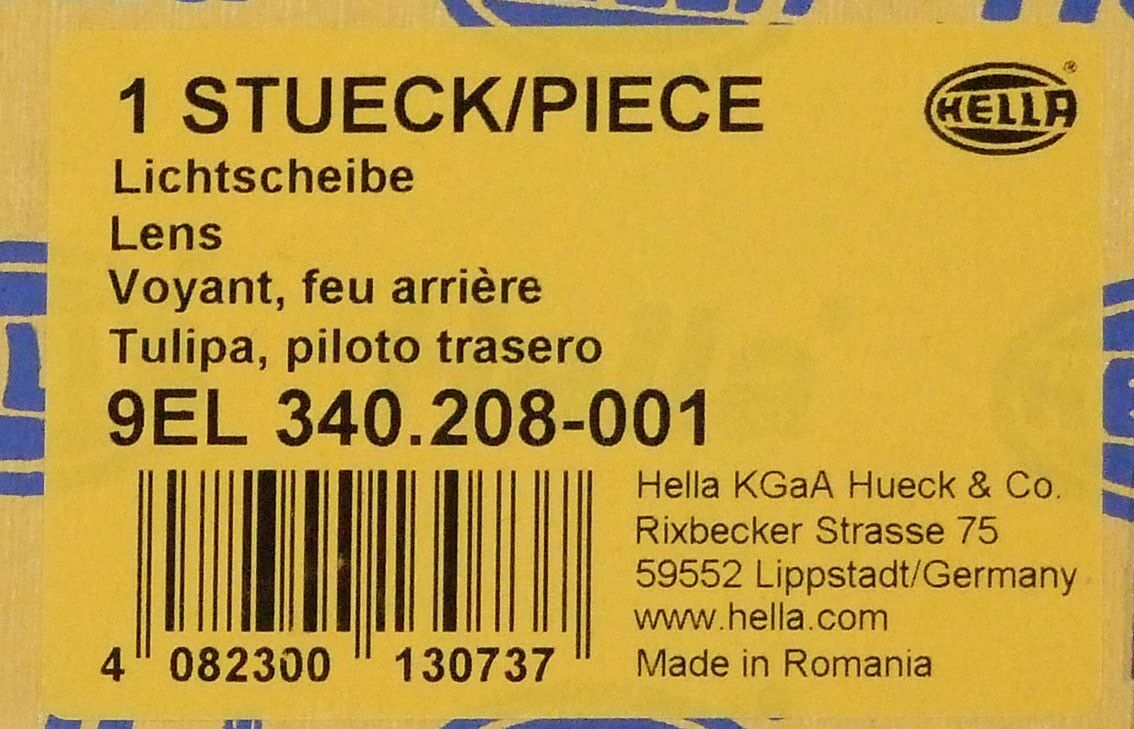 1 STUECK/PIECE
HELLA
®
Lichtscheibe
Lens
Voyant, feu arrière
Tulipa, piloto trasero
9EL 340.208-001
Hella KGaA Hueck & Co.
Rixbecker Strasse 75
59552 Lippstadt/Germany
www.hella.com
Made in Romania
4 082300 130737